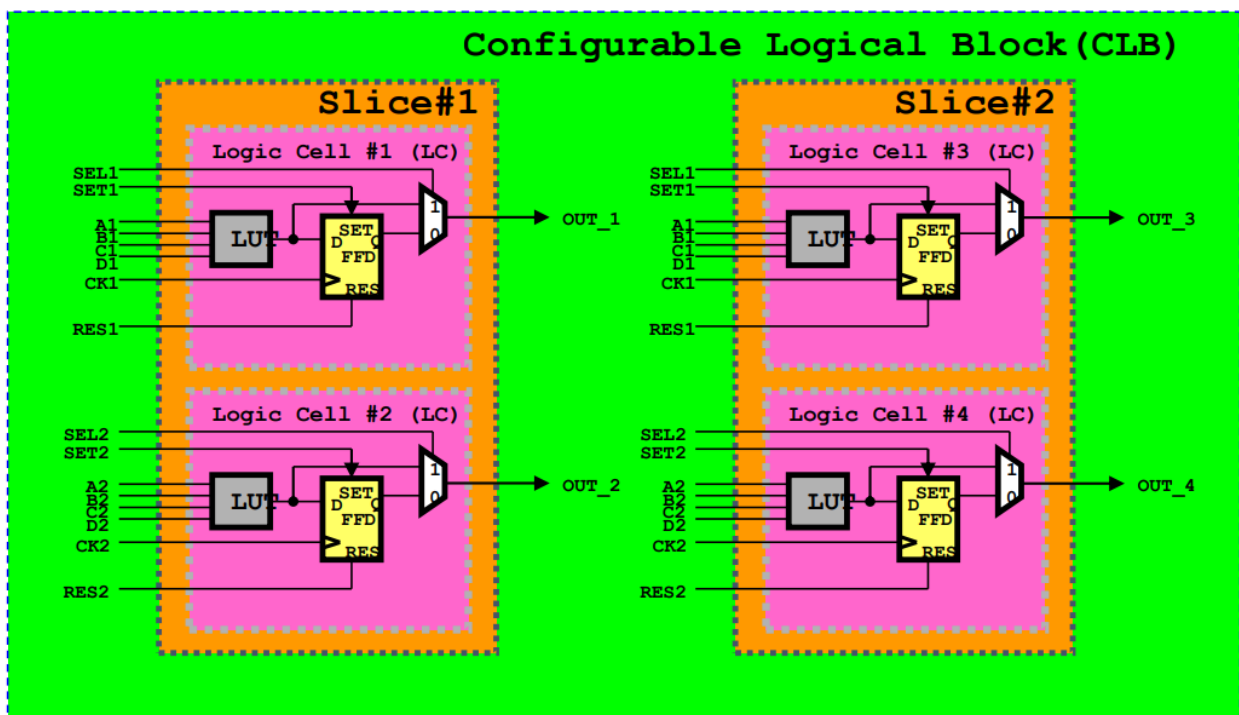 Configurable Logical Block(CLB)
Slice#1
Logic Cell #1 (LC)
SEL1
SET1
A1
B1
C1
D1
CK1
RES1
LUT
SET
D Q
FFD
RES
1
0
OUT_1
Logic Cell #2 (LC)
SEL2
SET2
A2
B2
C2
D2
CK2
RES2
LUT
SET
D Q
FFD
RES
1
0
OUT_2
Slice#2
Logic Cell #3 (LC)
SEL1
SET1
A1
B1
C1
D1
CK1
RES1
LUT
SET
D Q
FFD
RES
1
0
OUT_3
Logic Cell #4 (LC)
SEL2
SET2
A2
B2
C2
D2
CK2
RES2
LUT
SET
D Q
FFD
RES
1
0
OUT_4